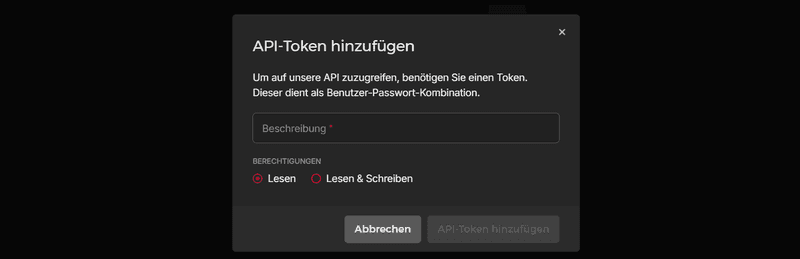 API-Token hinzufügen
Um auf unsere API zuzugreifen, benötigen Sie einen Token.
Dieser dient als Benutzer-Passwort-Kombination.
Beschreibung *
BERECHTIGUNGEN
Lesen Lesen & Schreiben
Abbrechen API-Token hinzufügen